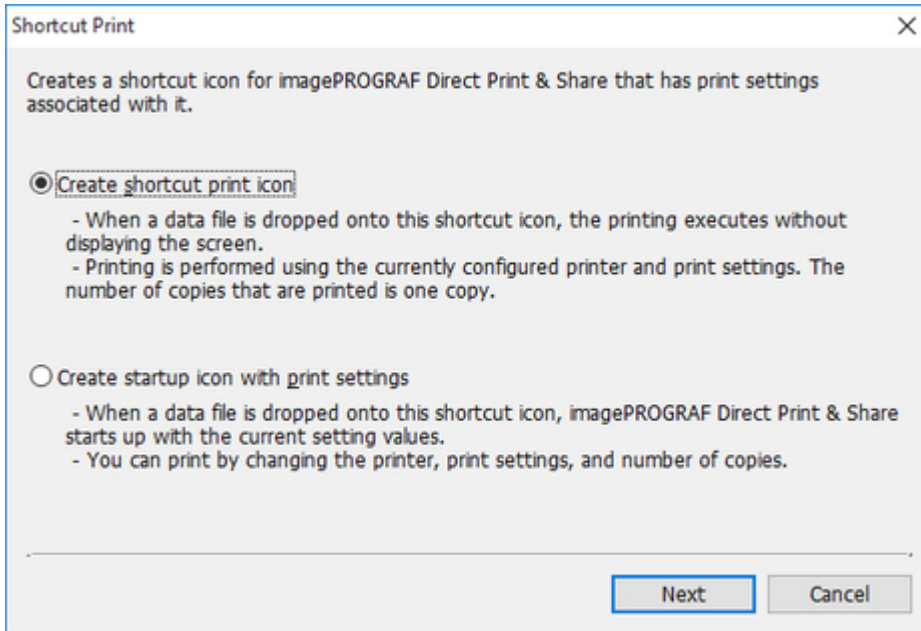 Shortcut Print
Creates a shortcut icon for imagePROGRAF Direct Print & Share that has print settings
associated with it.
Create shortcut print icon
- When a data file is dropped onto this shortcut icon, the printing executes without
displaying the screen.
- Printing is performed using the currently configured printer and print settings. The
number of copies that are printed is one copy.
Create startup icon with print settings
- When a data file is dropped onto this shortcut icon, imagePROGRAF Direct Print & Share
starts up with the current setting values.
- You can print by changing the printer, print settings, and number of copies.
Next Cancel